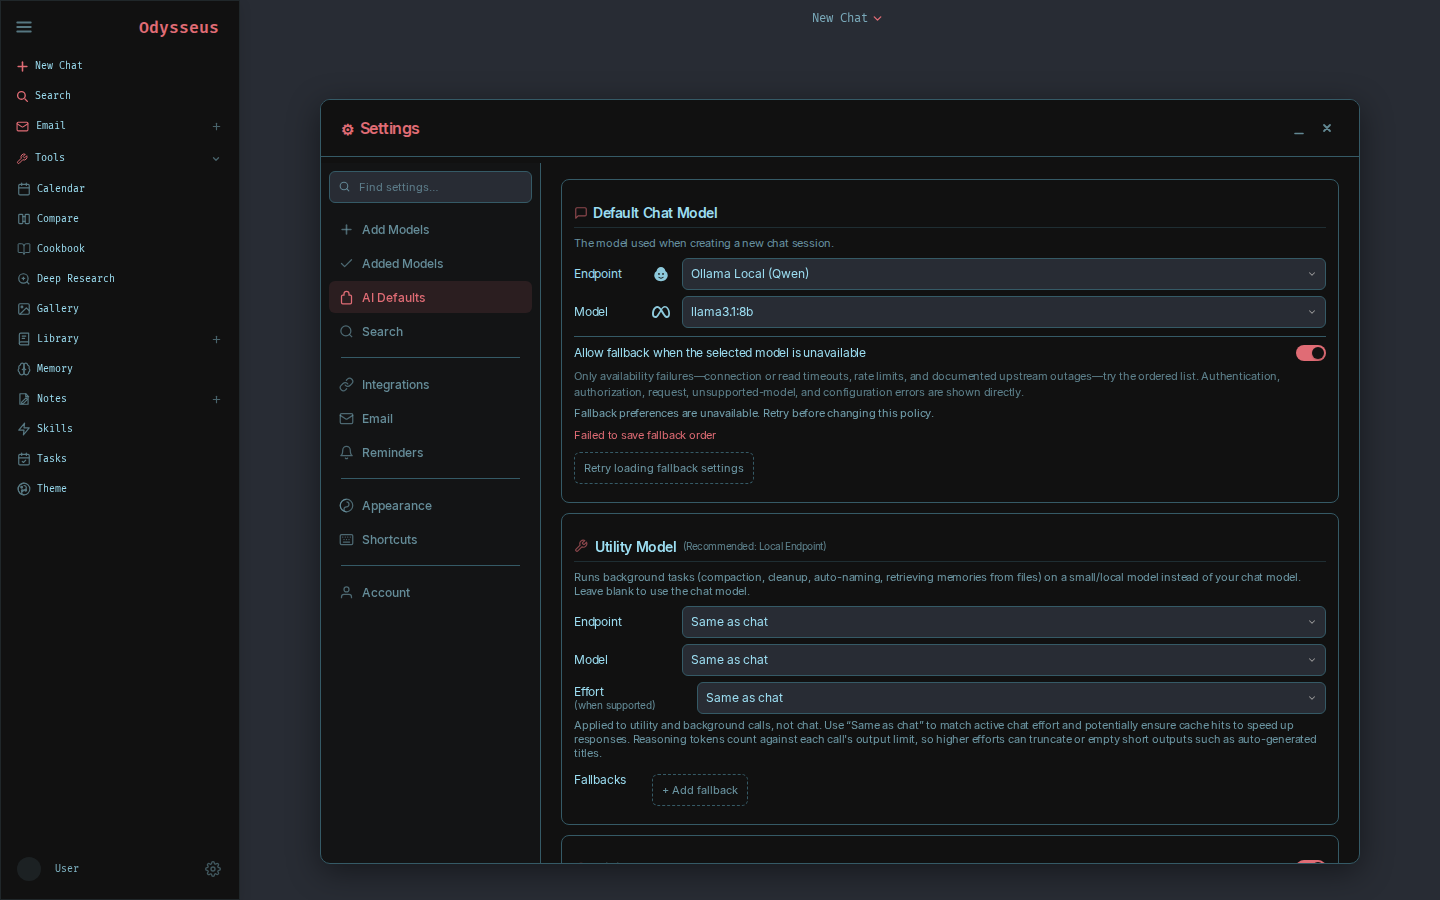 Odysseus
New Chat
New Chat
Search
Email
Tools
Calendar
Compare
Cookbook
Deep Research
Gallery
Library
Memory
Notes
Skills
Tasks
Theme
User
Settings
Find settings...
Add Models
Added Models
AI Defaults
Search
Integrations
Email
Reminders
Appearance
Shortcuts
Account
Default Chat Model
The model used when creating a new chat session.
Endpoint
Ollama Local (Qwen)
Model
llama3.1:8b
Allow fallback when the selected model is unavailable
Only availability failures—connection or read timeouts, rate limits, and documented upstream outages—try the ordered list. Authentication,
authorization, request, unsupported-model, and configuration errors are shown directly.
Fallback preferences are unavailable. Retry before changing this policy.
Failed to save fallback order
Retry loading fallback settings
Utility Model (Recommended: Local Endpoint)
Runs background tasks (compaction, cleanup, auto-naming, retrieving memories from files) on a small/local model instead of your chat model.
Leave blank to use the chat model.
Endpoint
Same as chat
Model
Same as chat
Effort
(when supported)
Same as chat
Applied to utility and background calls, not chat. Use “Same as chat” to match active chat effort and potentially ensure cache hits to speed up
responses. Reasoning tokens count against each call's output limit, so higher efforts can truncate or empty short outputs such as auto-generated
titles.
Fallbacks
+ Add fallback